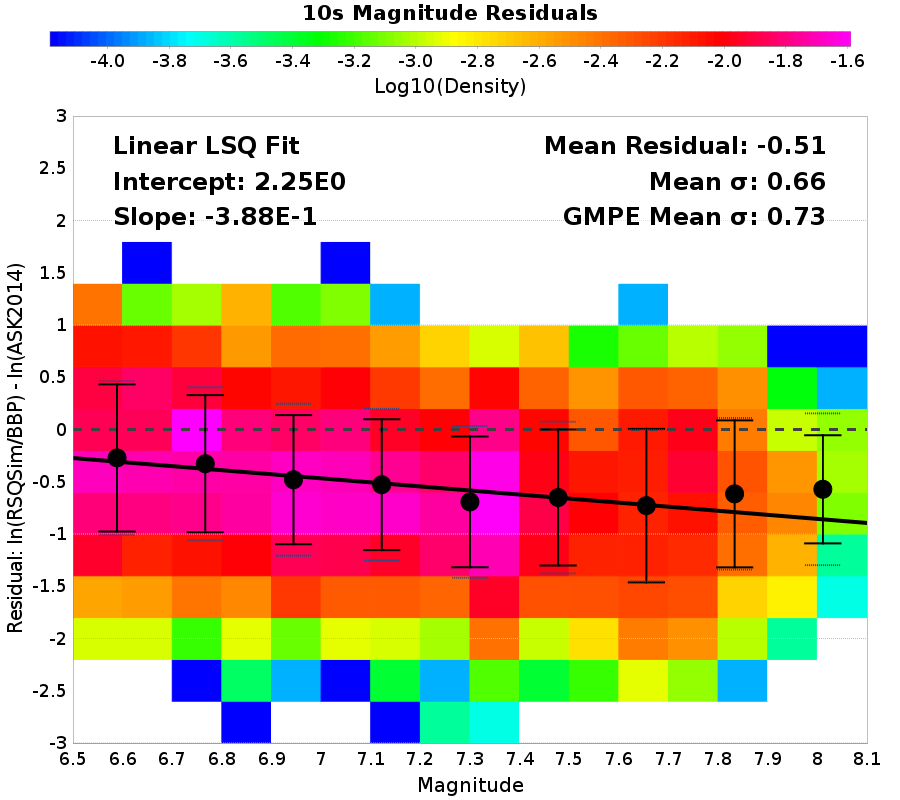 10s Magnitude Residuals
-4.0 -3.8 -3.6 -3.4 -3.2 -3.0 -2.8 -2.6 -2.4 -2.2 -2.0 -1.8 -1.6
Log10(Density)
Linear LSQ Fit
Intercept: 2.25E0
Slope: -3.88E-1
Mean Residual: -0.51
Mean σ: 0.66
GMPE Mean σ: 0.73
Residual: ln(RSQSim/BBP) - ln(ASK2014)
3
2.5
2
1.5
1
0.5
0
-0.5
-1
-1.5
-2
-2.5
-3
6.5 6.6 6.7 6.8 6.9 7 7.1 7.2 7.3 7.4 7.5 7.6 7.7 7.8 7.9 8 8.1
Magnitude